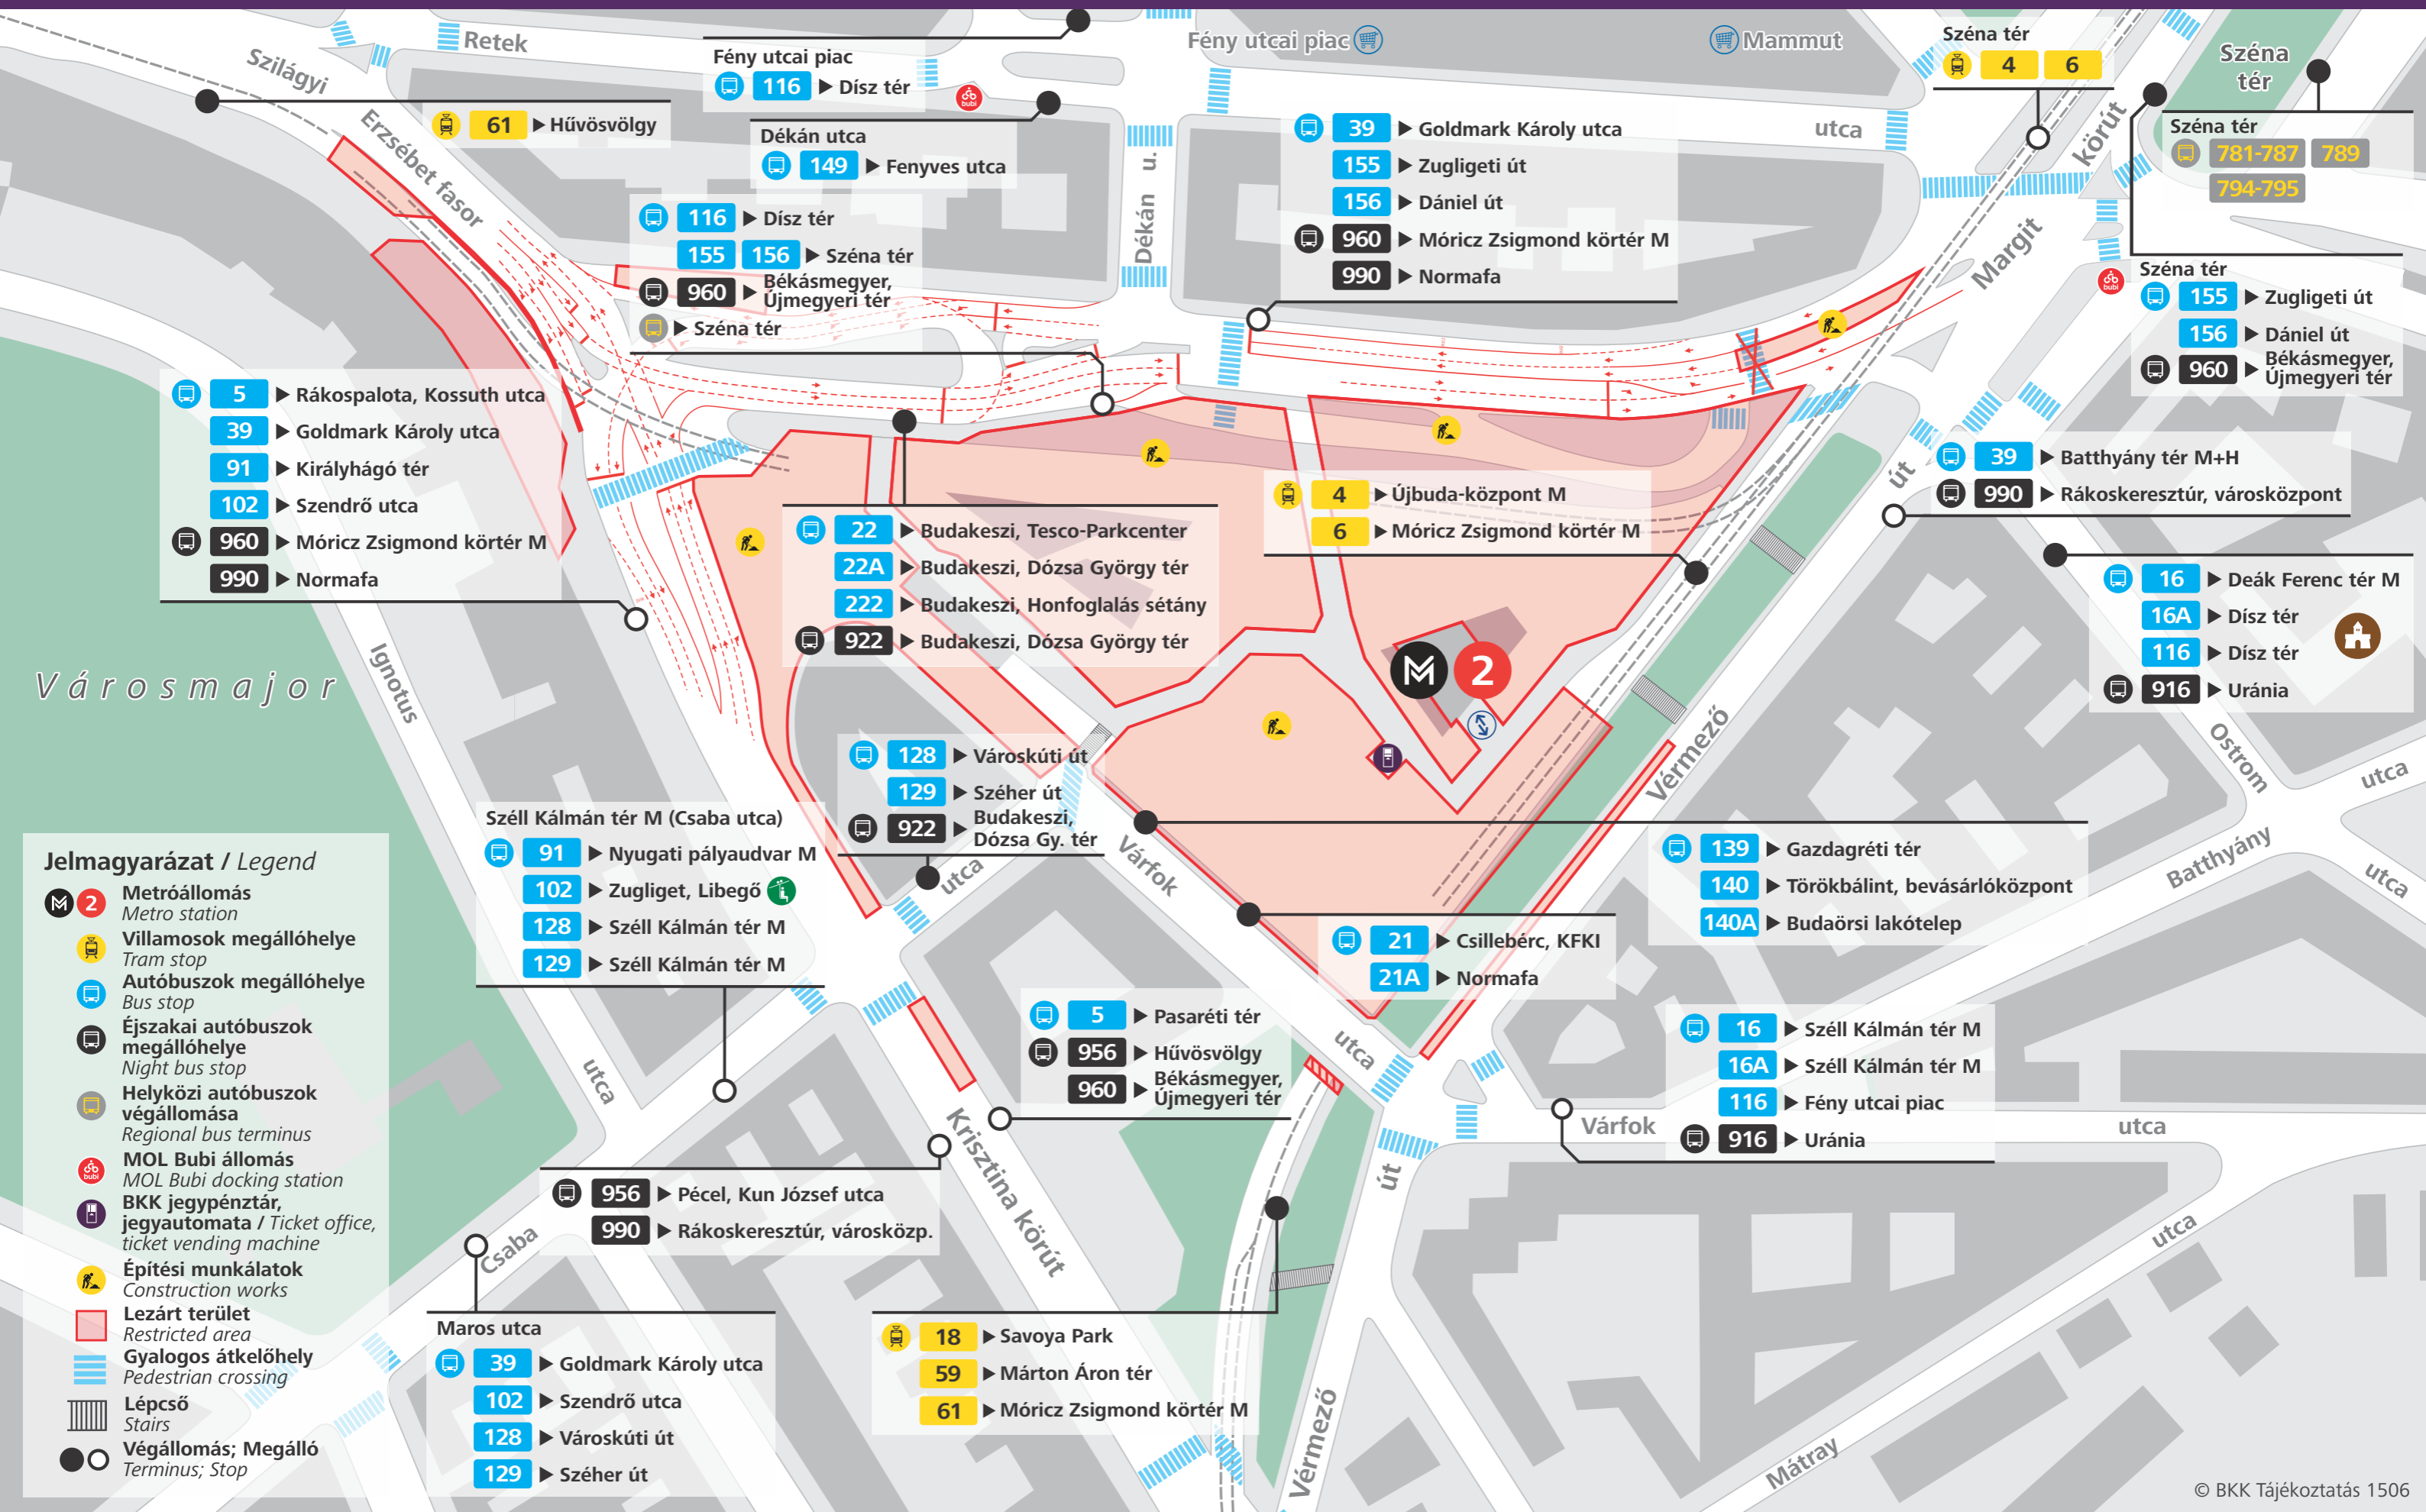 Retek
Szilágyi
Erzsébet fasor
61 Hűvösvölgy
Fény utcai piac
116 Dísz tér
bubi
Dékán utca
149 Fenyves utca
116 Dísz tér
155 156 Széna tér
960 Békásmegyer,
Újmegyeri tér
Széna tér
Dékán u.
Fény utcai piac
Mammut
utca
39 Goldmark Károly utca
155 Zugligeti út
156 Dániel út
960 Móricz Zsigmond körtér M
990 Normafa
Széna tér
4 6
Széna
tér
Margit körút
Széna tér
781-787 789
794-795
bubi
Széna tér
155 Zugligeti út
156 Dániel út
960 Békásmegyer,
Újmegyeri tér
5 Rákospalota, Kossuth utca
39 Goldmark Károly utca
91 Királyhágó tér
102 Szendrő utca
960 Móricz Zsigmond körtér M
990 Normafa
39 Batthyány tér M+H
990 Rákoskeresztúr, városközpont
4 Újbuda-központ M
6 Móricz Zsigmond körtér M
22 Budakeszi, Tesco-Parkcenter
22A Budakeszi, Dózsa György tér
222 Budakeszi, Honfoglalás sétány
922 Budakeszi, Dózsa György tér
16 Deák Ferenc tér M
16A Dísz tér
116 Dísz tér
916 Uránia
M 2
Városmajor
Ignotus
utca
Vérmező
út
Ostrom
utca
Batthyány
utca
128 Városkúti út
129 Széher út
922 Budakeszi,
Dózsa Gy. tér
utca
Várfok
utca
Széll Kálmán tér M (Csaba utca)
91 Nyugati pályaudvar M
102 Zugliget, Libegő
128 Széll Kálmán tér M
129 Széll Kálmán tér M
139 Gazdagréti tér
140 Törökbálint, bevásárlóközpont
140A Budaörsi lakótelep
21 Csillebérc, KFKI
21A Normafa
5 Pasaréti tér
956 Hűvösvölgy
960 Békásmegyer,
Újmegyeri tér
16 Széll Kálmán tér M
16A Széll Kálmán tér M
116 Fény utcai piac
916 Uránia
Várfok utca
út
Krisztina körút
956 Pécel, Kun József utca
990 Rákoskeresztúr, városközp.
Csaba
Maros utca
39 Goldmark Károly utca
102 Szendrő utca
128 Városkúti út
129 Széher út
18 Savoya Park
59 Márton Áron tér
61 Móricz Zsigmond körtér M
Vérmező
Mátray
utca
Jelmagyarázat / Legend
M 2 Metróállomás
Metro station
Villamosok megállóhelye
Tram stop
Autóbuszok megállóhelye
Bus stop
Éjszakai autóbuszok
megállóhelye
Night bus stop
Helyközi autóbuszok
végállomása
Regional bus terminus
bubi MOL Bubi állomás
MOL Bubi docking station
BKK jegypénztár,
jegyautomata / Ticket office,
ticket vending machine
Építési munkálatok
Construction works
Lezárt terület
Restricted area
Gyalogos átkelőhely
Pedestrian crossing
Lépcső
Stairs
Végállomás; Megálló
Terminus; Stop
© BKK Tájékoztatás 1506